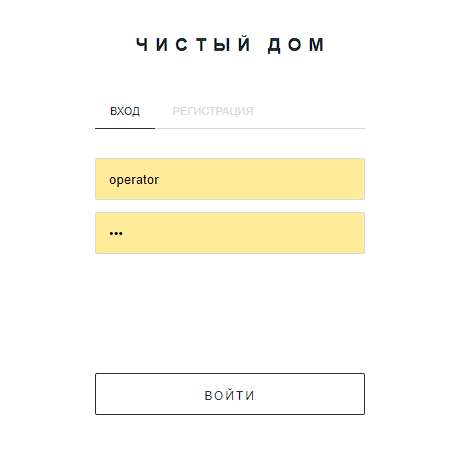 ЧИСТЫЙ ДОМ
ВХОД РЕГИСТРАЦИЯ
operator
•••
ВОЙТИ